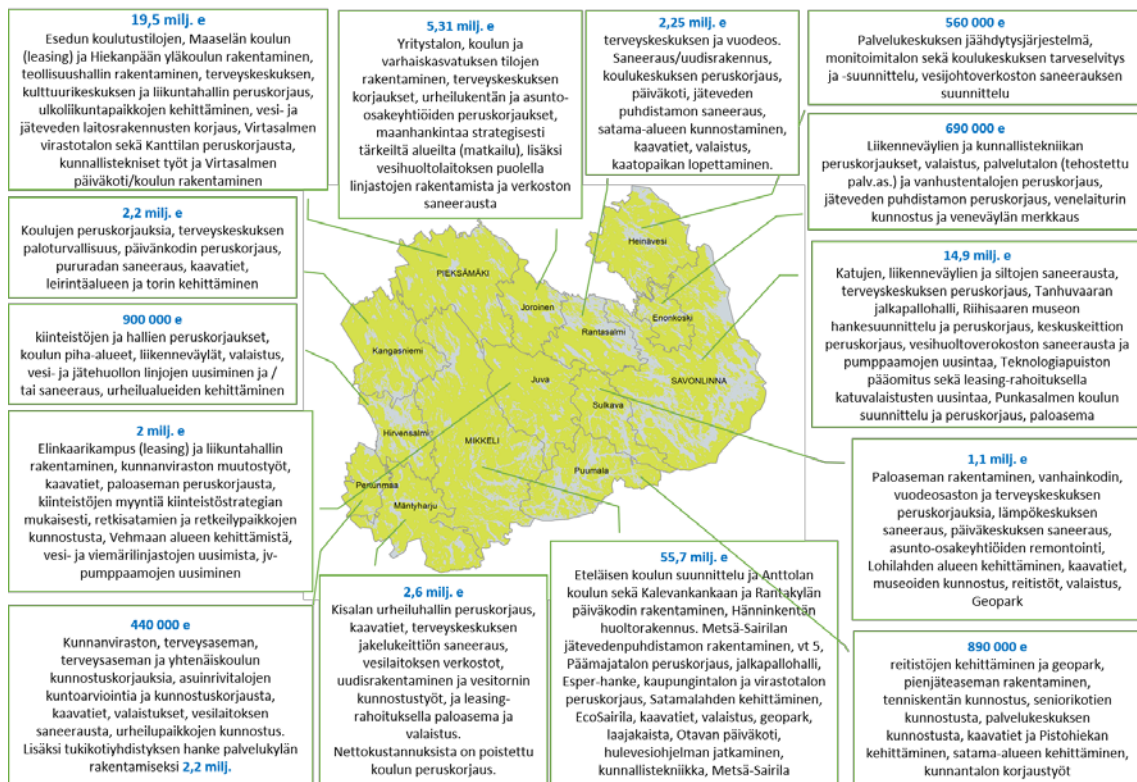 19,5 milj. e
Esedun koulutustilojen, Maaselän koulun
(leasing) ja Hiekanpään yläkoulun rakentaminen,
teollisuushallin rakentaminen, terveyskeskuksen,
kulttuurikeskuksen ja liikuntahallin peruskorjaus,
ulkoliikuntapaikkojen kehittäminen, vesi- ja
jäteveden laitosrakennusten korjaus, Virtasalmen
virastotalon sekä Kanttilan peruskorjausta,
kunnallistekniset työt ja Virtasalmen
päiväkoti/koulun rakentaminen
5,31 milj. e
Yritystalon, koulun ja
varhaiskasvatuksen tilojen
rakentaminen, terveyskeskuksen
korjaukset, urheilukentän ja asunto-
osakeyhtiöiden peruskorjaukset,
maanhankintaa strategisesti
tärkeiltä alueilta (matkailu), lisäksi
vesihuoltolaitoksen puolella
linjastojen rakentamista ja verkoston
saneerausta
2,25 milj. e
terveyskeskuksen ja vuodeos.
Saneeraus/uudisrakennus,
koulukeskuksen peruskorjaus,
päiväkoti, jäteveden
puhdistamon saneeraus,
satama-alueen kunnostaminen,
kaavatiet, valaistus,
kaatopaikan lopettaminen.
560 000 e
Palvelukeskuksen jäähdytysjärjestelmä,
monitoimitalon sekä koulukeskuksen tarveselvitys
ja -suunnittelu, vesijohtoverkoston saneerauksen
suunnittelu
690 000 e
Liikenneväylien ja kunnallistekniikan
peruskorjaukset, valaistus, palvelutalon (tehostettu
palv.as.) ja vanhustentalojen peruskorjaus,
jäteveden puhdistamon peruskorjaus, venelaiturin
kunnostus ja veneväylän merkkaus
2,2 milj. e
Koulujen peruskorjauksia, terveyskeskuksen
paloturvallisuus, päivänkodin peruskorjaus,
pururadan saneeraus, kaavatiet,
leirintäalueen ja torin kehittäminen
900 000 e
kiinteistöjen ja hallien peruskorjaukset,
koulun piha-alueet, liikenneväylät, valaistus,
vesi- ja jätehuollon linjojen uusiminen ja /
tai saneeraus, urheilualueiden kehittäminen
2 milj. e
Elinkaarikampus (leasing) ja liikuntahallin
rakentaminen, kunnanviraston muutostyöt,
kaavatiet, paloaseman peruskorjausta,
kiinteistöjen myyntiä kiinteistöstrategian
mukaisesti, retkisatamien ja retkeilypaikkojen
kunnostusta, Vehmaan alueen kehittämistä,
vesi- ja viemärilinjastojen uusimista, jv-
pumppaamojen uusiminen
440 000 e
Kunnanviraston, terveysaseman,
terveysaseman ja yhtenäiskoulun
kunnostuskorjauksia, asuinrivitalojen
kuntoarviointia ja kunnostuskorjausta,
kaavatiet, valaistukset, vesilaitoksen
saneerausta, urheilupaikkojen kunnostus.
Lisäksi tukikotiyhdistyksen hanke palvelukylän
rakentamiseksi 2,2 milj.
Heinävesi
PIEKSÄMÄKI
Joroinen
Enonkoski
Rantasalmi
Kangasniemi
SAVONLINNA
Juva
Sulkava
Hirvensalmi
MIKKELI
Puumala
Pertunmaa
Mäntyharju
14,9 milj. e
Katujen, liikenneväylien ja siltojen saneerausta,
terveyskeskuksen peruskorjaus, Tanhuvaaran
jalkapallohalli, Riihisaaren museon
hankesuunnittelu ja peruskorjaus, keskuskeittion
peruskorjaus, vesihuoltoverokoston saneerausta ja
pumppaamojen uusintaa, Teknologiapuiston
pääomitus sekä leasing-rahoituksella
katuvalaistusten uusintaa, Punkasalmen koulun
suunnittelu ja peruskorjaus, paloasema
1,1 milj. e
Paloaseman rakentaminen, vanhainkodin,
vuodeosaston ja terveyskeskuksen
peruskorjauksia, lämpökeskuksen
saneeraus, päiväkeskuksen saneeraus,
asunto-osakeyhtiöiden remontointi,
Lohilahden alueen kehittäminen, kaavatiet,
museoiden kunnostus, reitistöt, valaistus,
Geopark
2,6 milj. e
Kisalan urheiluhallin peruskorjaus,
kaavatiet, terveyskeskuksen
jakelukeittiön saneeraus,
vesilaitoksen verkostot,
uudisrakentaminen ja vesitornin
kunnostustyöt, ja leasing-
rahoituksella paloasema ja
valaistus.
Nettokustannuksista on poistettu
koulun peruskorjaus.
55,7 milj. e
Eteläisen koulun suunnittelu ja Anttolan
koulun sekä Kalevankankaan ja Rantakylän
päiväkodin rakentaminen, Hänninkentän
huoltorakennus. Metsä-Sairilan
jätevedenpuhdistamon rakentaminen, vt 5,
Päämajatalon peruskorjaus, jalkapallohalli,
Esper-hanke, kaupungintalon ja virastotalon
peruskorjaus, Satamalahden kehittäminen,
EcoSairila, kaavatiet, valaistus, geopark,
laajakaista, Otavan päiväkoti,
hulevesiohjelman jatkaminen,
kunnallistekniikka, Metsä-Sairila
890 000 e
reitistöjen kehittäminen ja geopark,
pienjäteaseman rakentaminen,
tenniskentän kunnostus, seniorikotien
kunnostusta, palvelukeskuksen
kunnostusta, kaavatiet ja Pistohiekan
kehittäminen, satama-alueen kehittäminen,
kunnantalon korjaustyöt